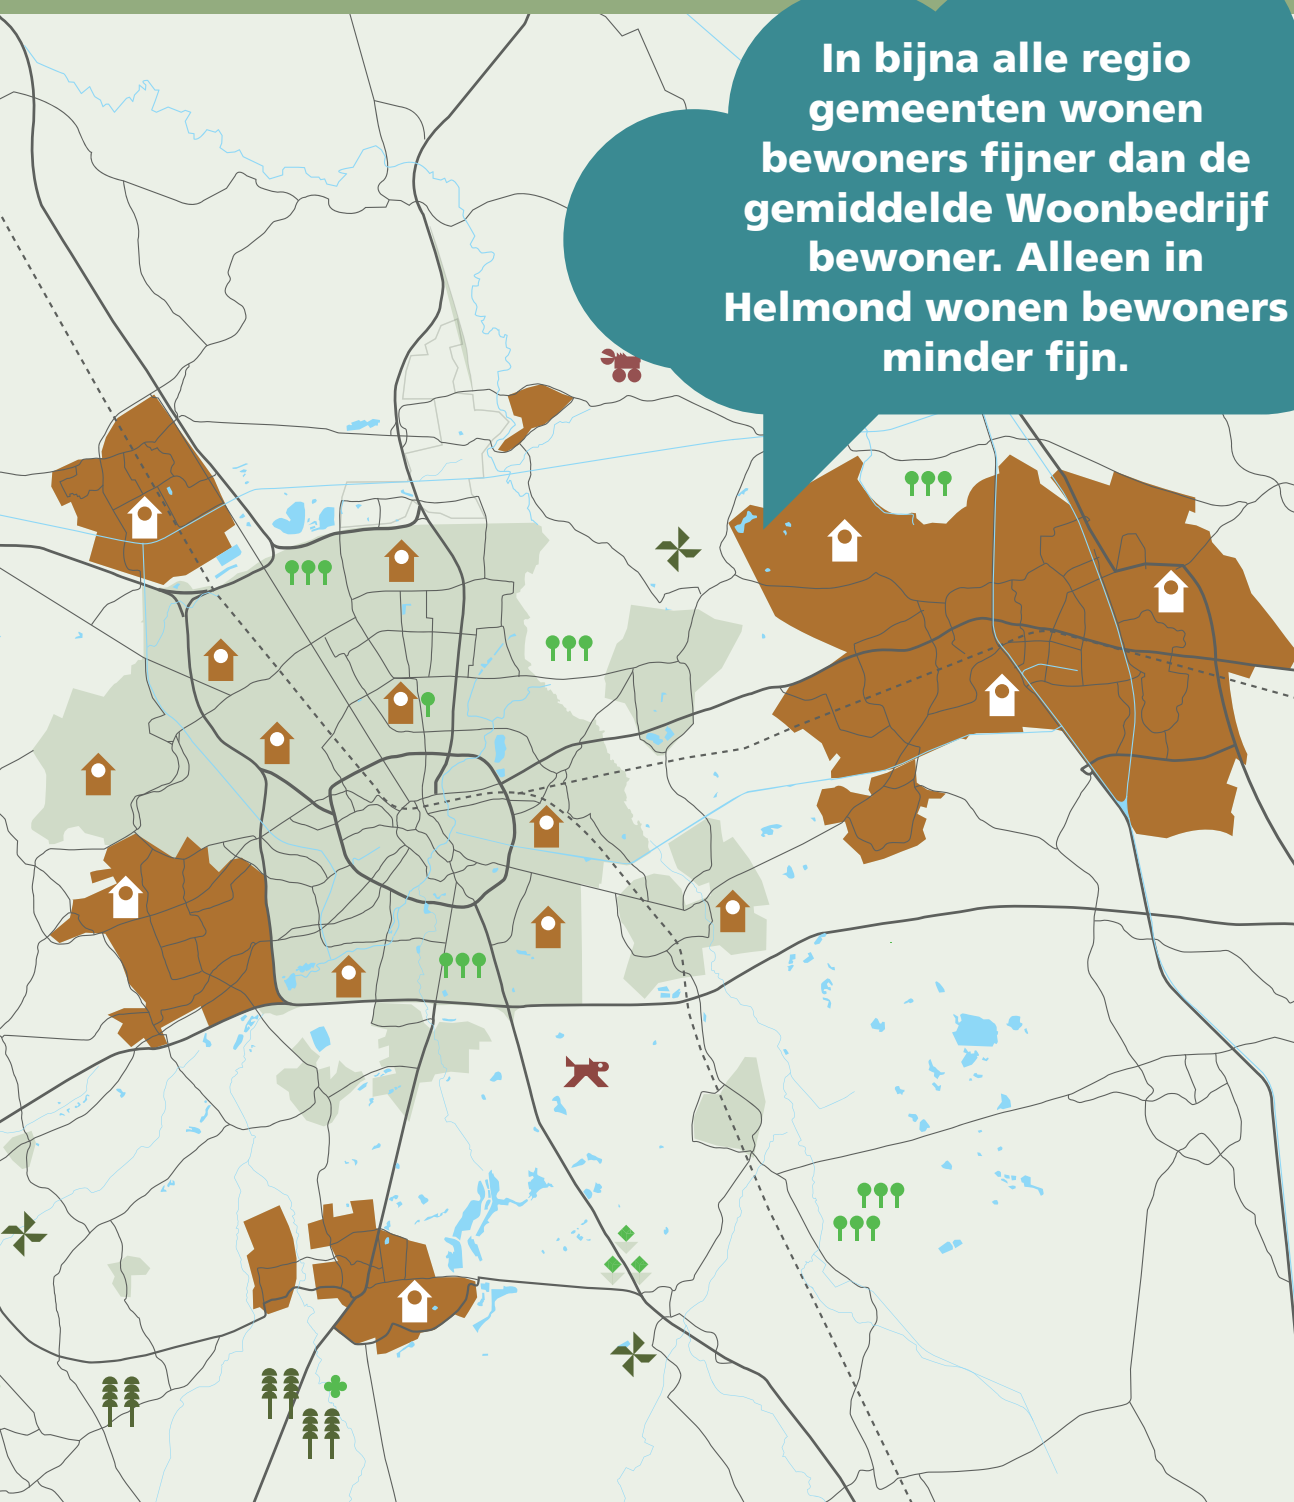 In bijna alle regio
gemeenten wonen
bewoners fijner dan de
gemiddelde Woonbedrijf
bewoner. Alleen in
Helmond wonen bewoners
minder fijn.